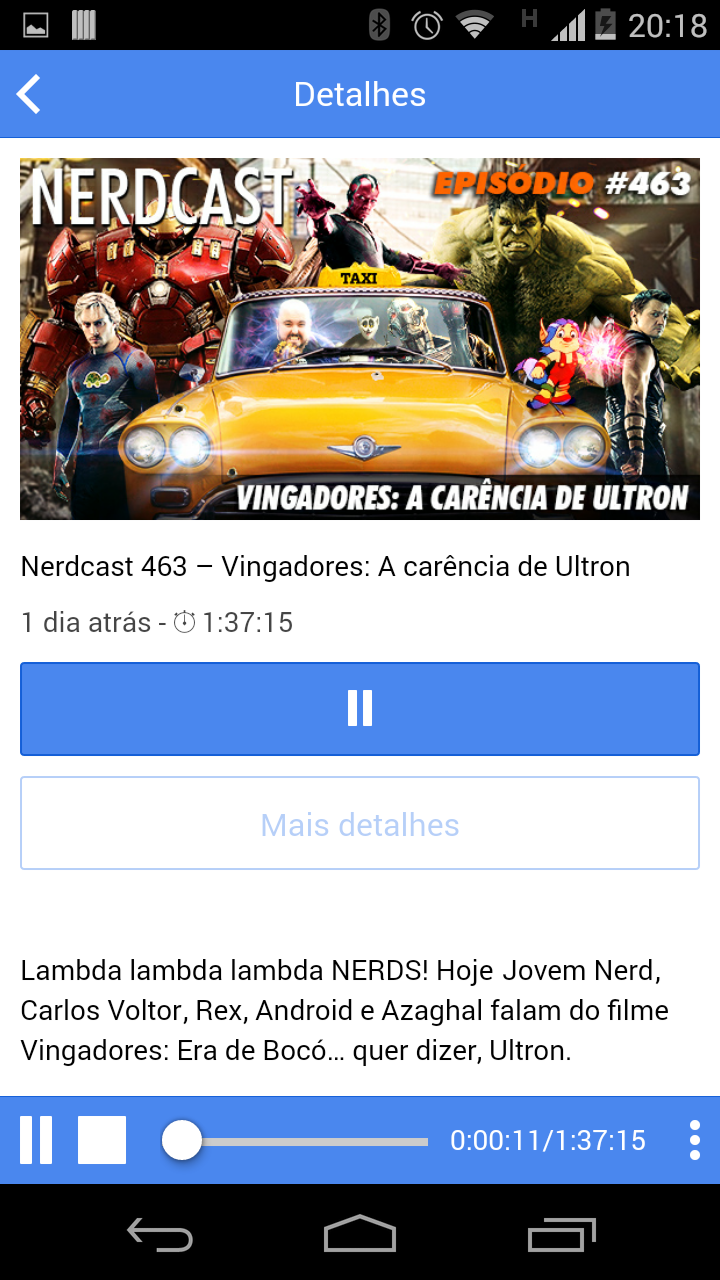 H 20:18
Detalhes
NERDCAST
EPISÓDIO #463
TAXI
VINGADORES: A CARÊNCIA DE ULTRON
Nerdcast 463 – Vingadores: A carência de Ultron
1 dia atrás - 1:37:15
Mais detalhes
Lambda lambda lambda NERDS! Hoje Jovem Nerd,
Carlos Voltor, Rex, Android e Azaghal falam do filme
Vingadores: Era de Bocó... quer dizer, Ultron.
0:00:11/1:37:15